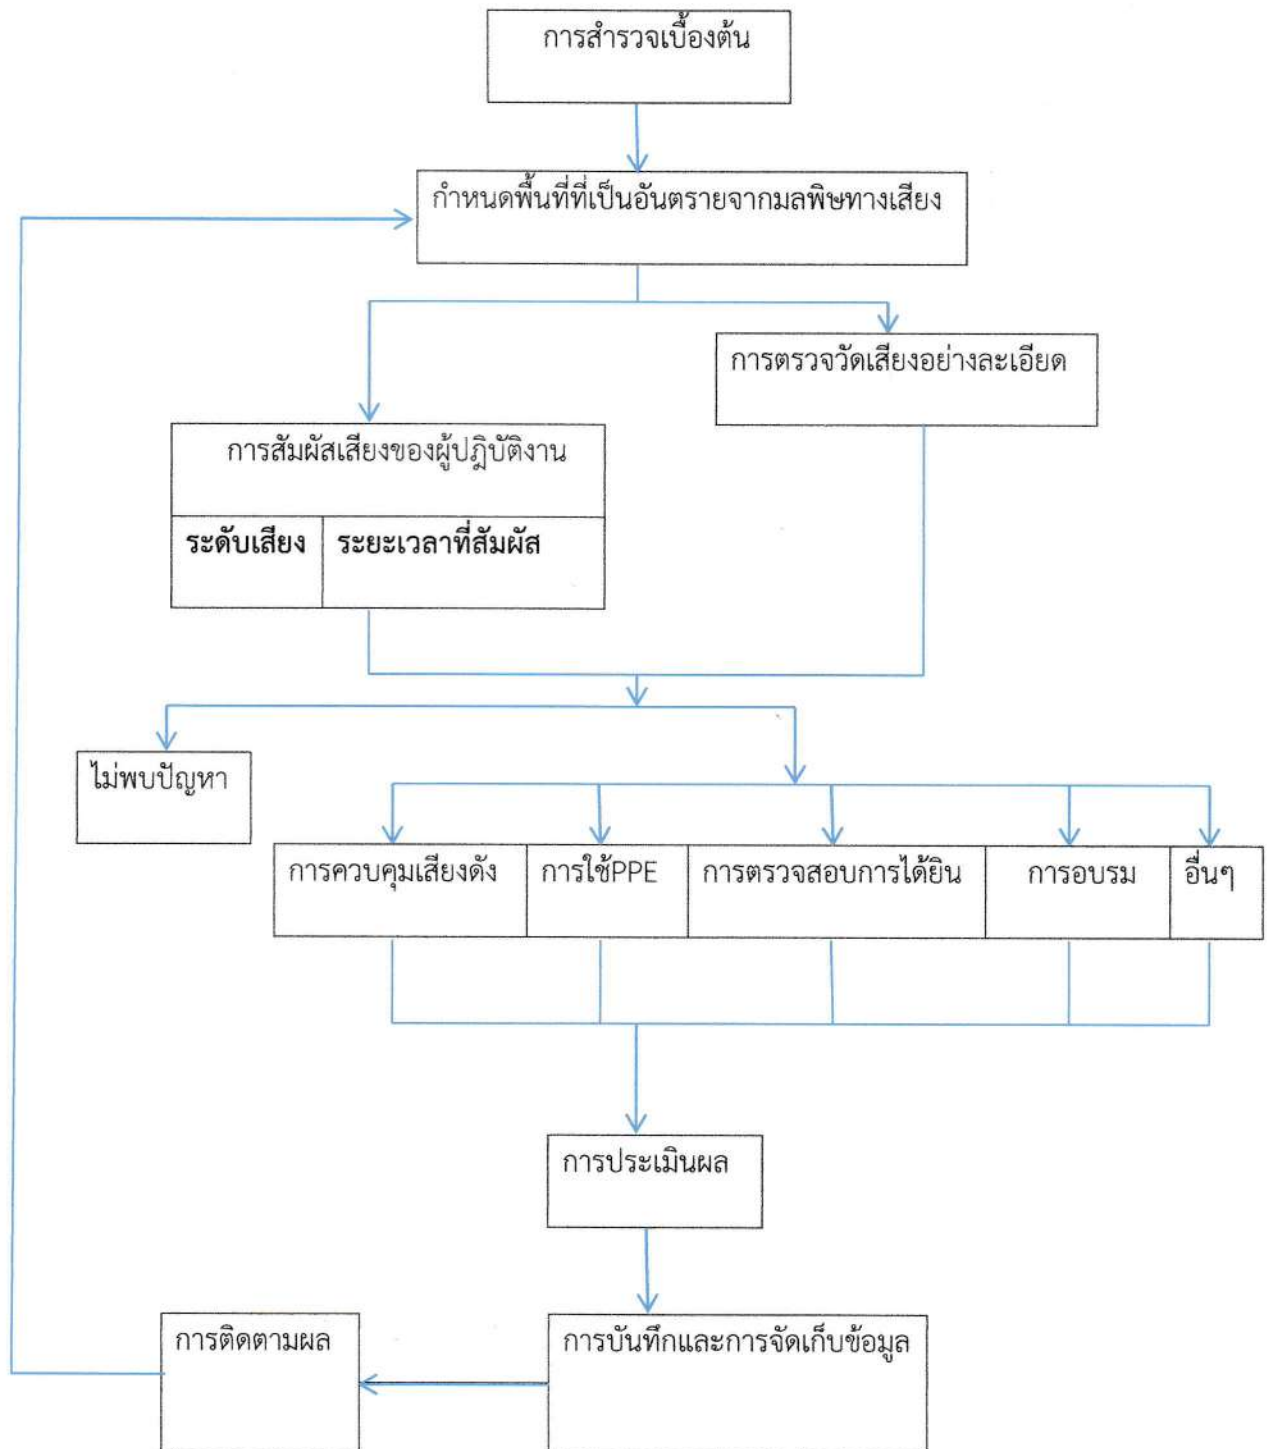 การสำรวจเบื้องต้น
กำหนดพื้นที่ที่เป็นอันตรายจากมลพิษทางเสียง
การตรวจวัดเสียงอย่างละเอียด
การสัมผัสเสียงของผู้ปฎิบัติงาน
ระดับเสียง
ระยะเวลาที่สัมผัส
ไม่พบปัญหา
การควบคุมเสียงดัง
การใช้PPE
การตรวจสอบการได้ยิน
การอบรม
อื่นๆ
การประเมินผล
การติดตามผล
การบันทึกและการจัดเก็บข้อมูล